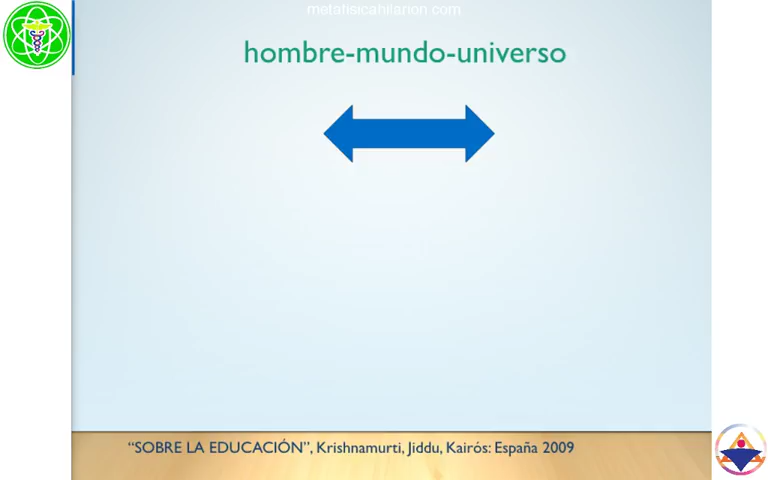 metafisicahilarion.com
hombre-mundo-universo
“SOBRE LA EDUCACIÓN”, Krishnamurti, Jiddu, Kairós: España 2009